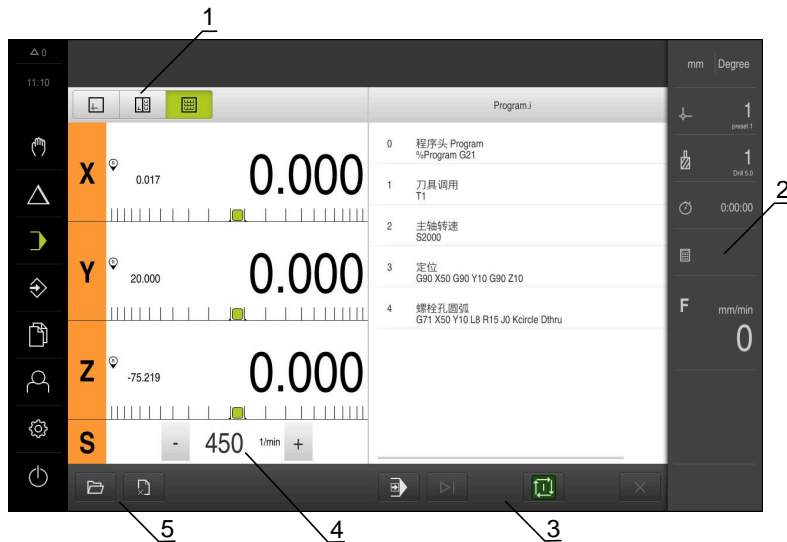 1
0
11:10
mm Degree
Program.i
1
preset 1
1
Drill 5.0
0:00:00
2
F mm/min
0
X R 0.017 0.000
Y R 20.000 0.000
Z R -75.219 0.000
S - 450 1/min +
0 程序头 Program
%Program G21
1 刀具调用
T1
2 主轴转速
S2000
3 定位
G90 X50 G90 Y10 G90 Z10
4 螺栓孔圆弧
G71 X50 Y10 L8 R15 J0 Kcircle Dthru
5
4
3